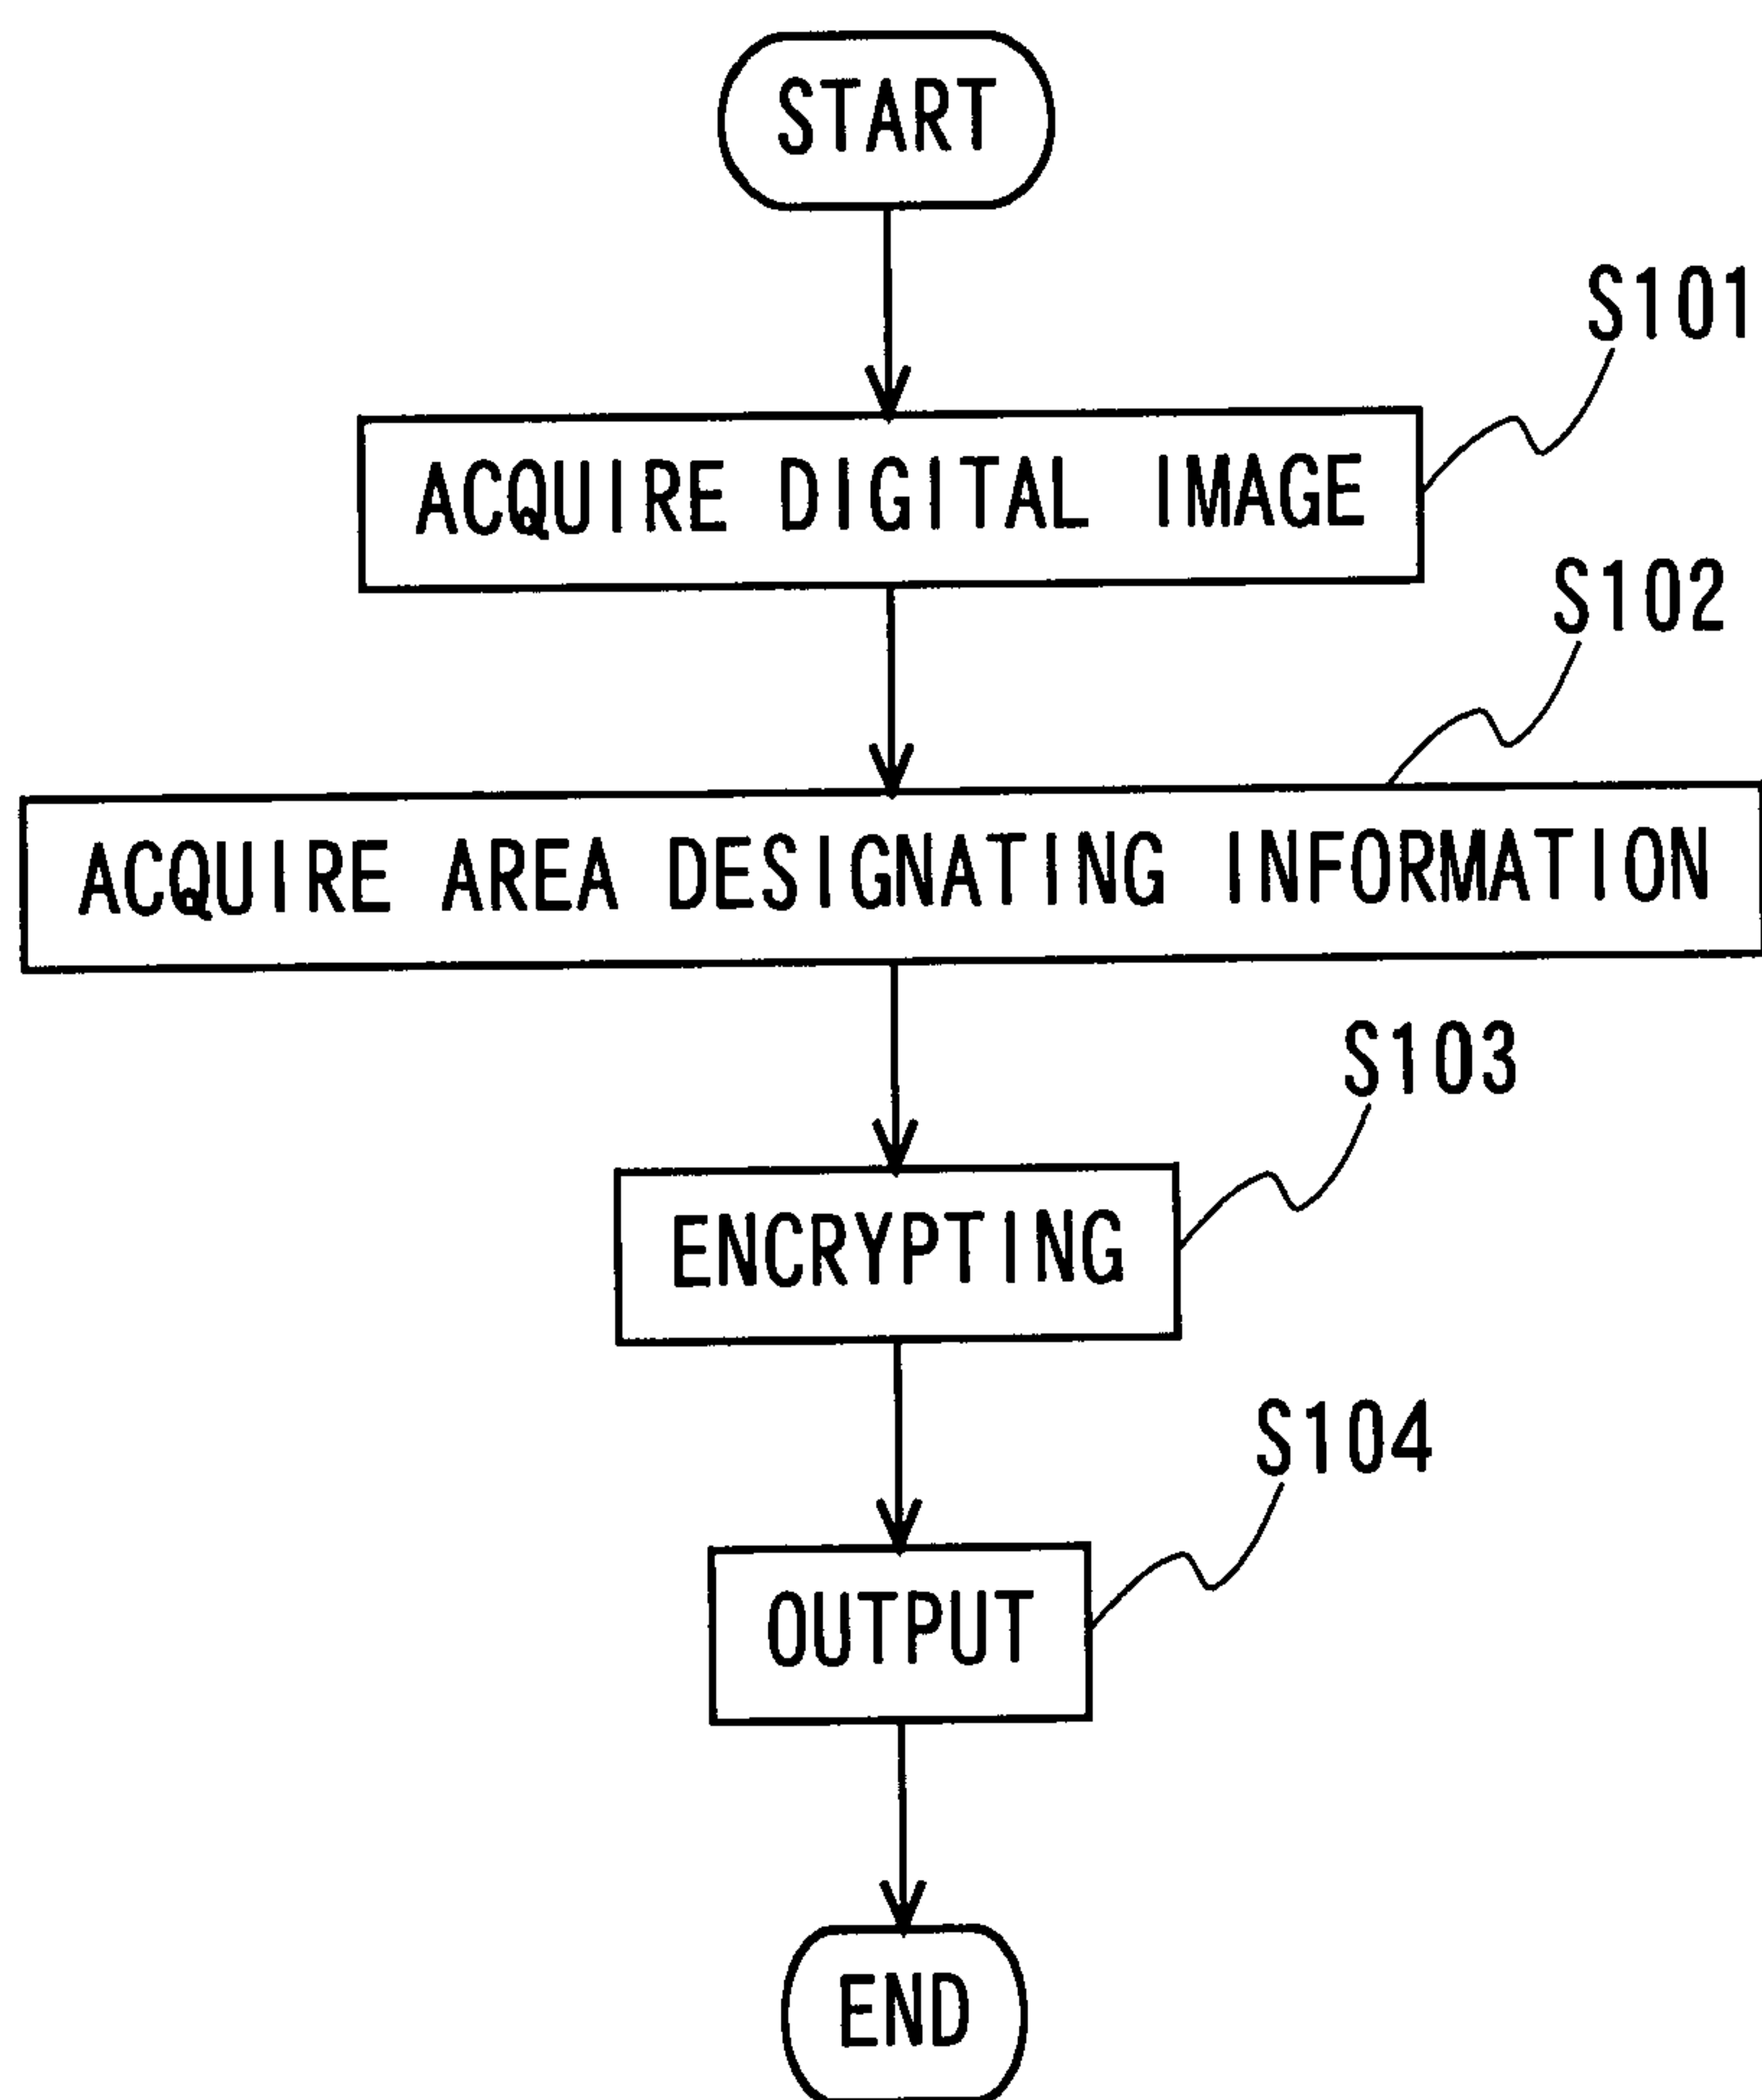 START
S101
ACQUIRE DIGITAL IMAGE
S102
ACQUIRE AREA DESIGNATING INFORMATION
S103
ENCRYPTING
S104
OUTPUT
END